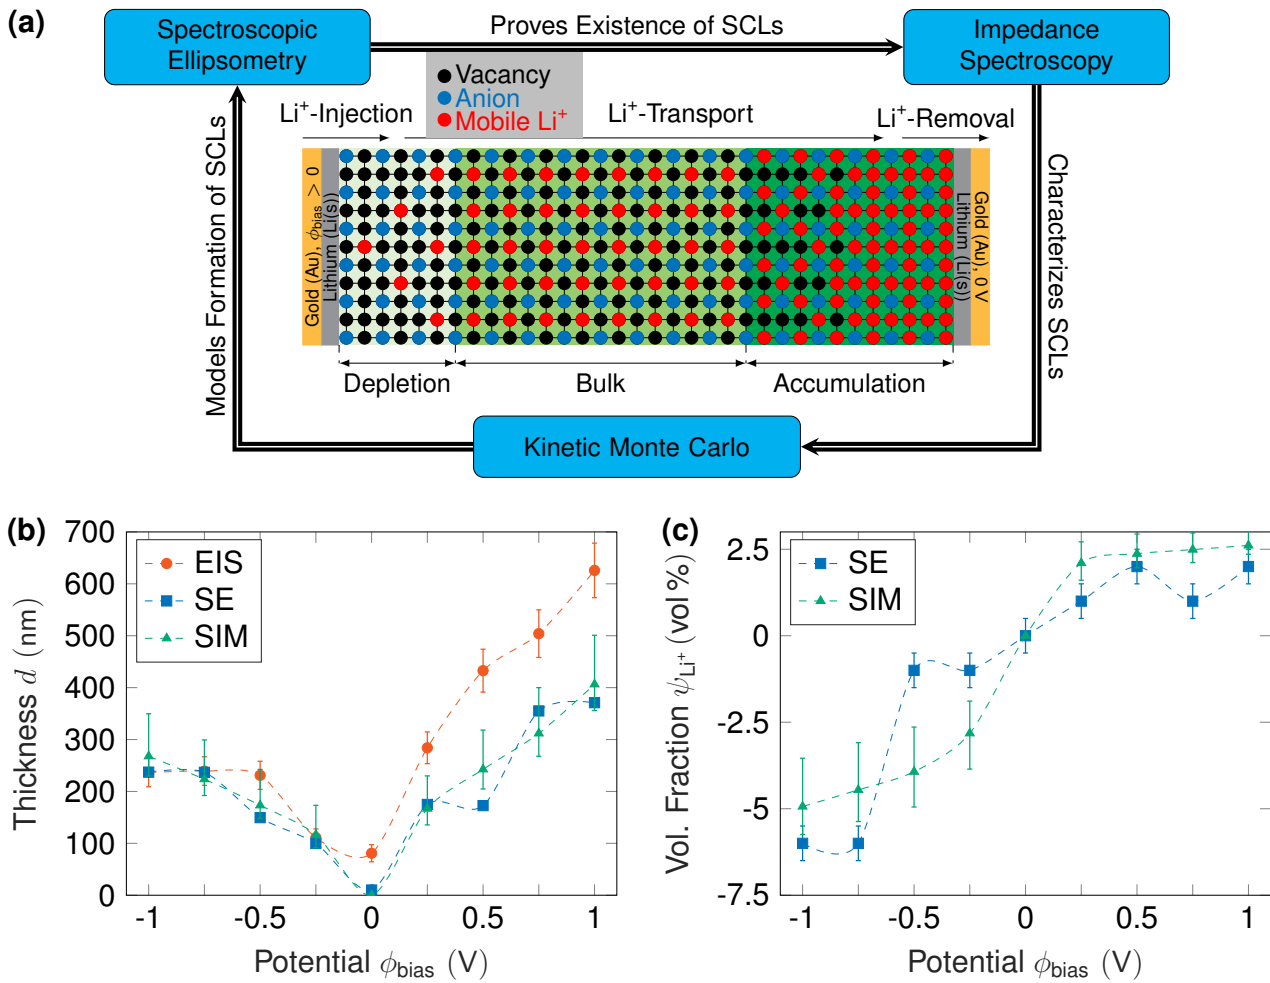 (a)
Spectroscopic
Ellipsometry
Proves Existence of SCLs
Impedance
Spectroscopy
Vacancy
Anion
Mobile Li⁺
Li⁺-Injection
Li⁺-Transport
Li⁺-Removal
Models Formation of SCLs
Gold (Au), ϕ_bias > 0
Lithium (Li(s))
Lithium (Li(s))
Gold (Au), 0 V
Characterizes SCLs
Depletion
Bulk
Accumulation
Kinetic Monte Carlo
(b)
700
600
500
400
300
200
100
0
Thickness d (nm)
EIS
SE
SIM
-1
-0.5
0
0.5
1
Potential ϕ_bias (V)
(c)
2.5
0
-2.5
-5
-7.5
Vol. Fraction ψ_Li⁺ (vol %)
SE
SIM
-1
-0.5
0
0.5
1
Potential ϕ_bias (V)